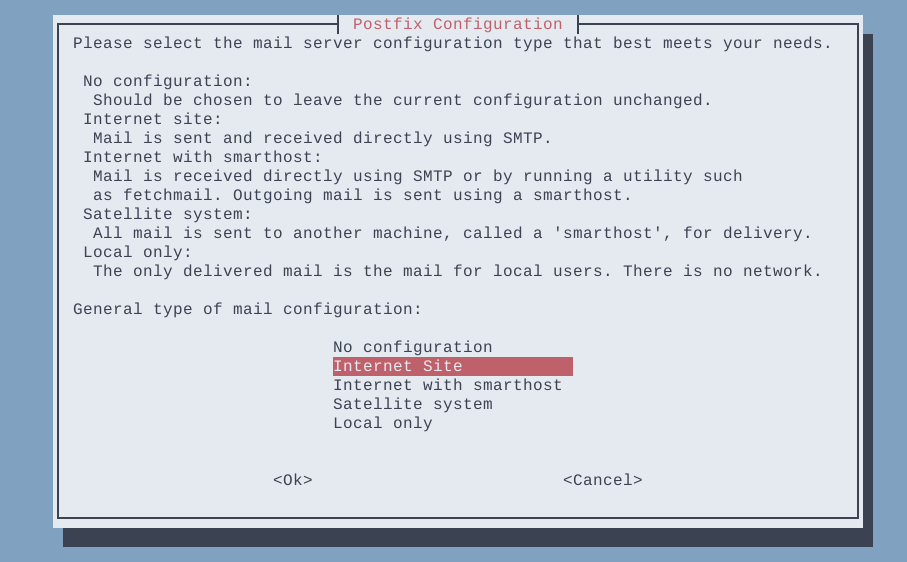 Postfix Configuration
Please select the mail server configuration type that best meets your needs.
No configuration:
Should be chosen to leave the current configuration unchanged.
Internet site:
Mail is sent and received directly using SMTP.
Internet with smarthost:
Mail is received directly using SMTP or by running a utility such
as fetchmail. Outgoing mail is sent using a smarthost.
Satellite system:
All mail is sent to another machine, called a 'smarthost', for delivery.
Local only:
The only delivered mail is the mail for local users. There is no network.
General type of mail configuration:
No configuration
Internet Site
Internet with smarthost
Satellite system
Local only
<Ok> <Cancel>